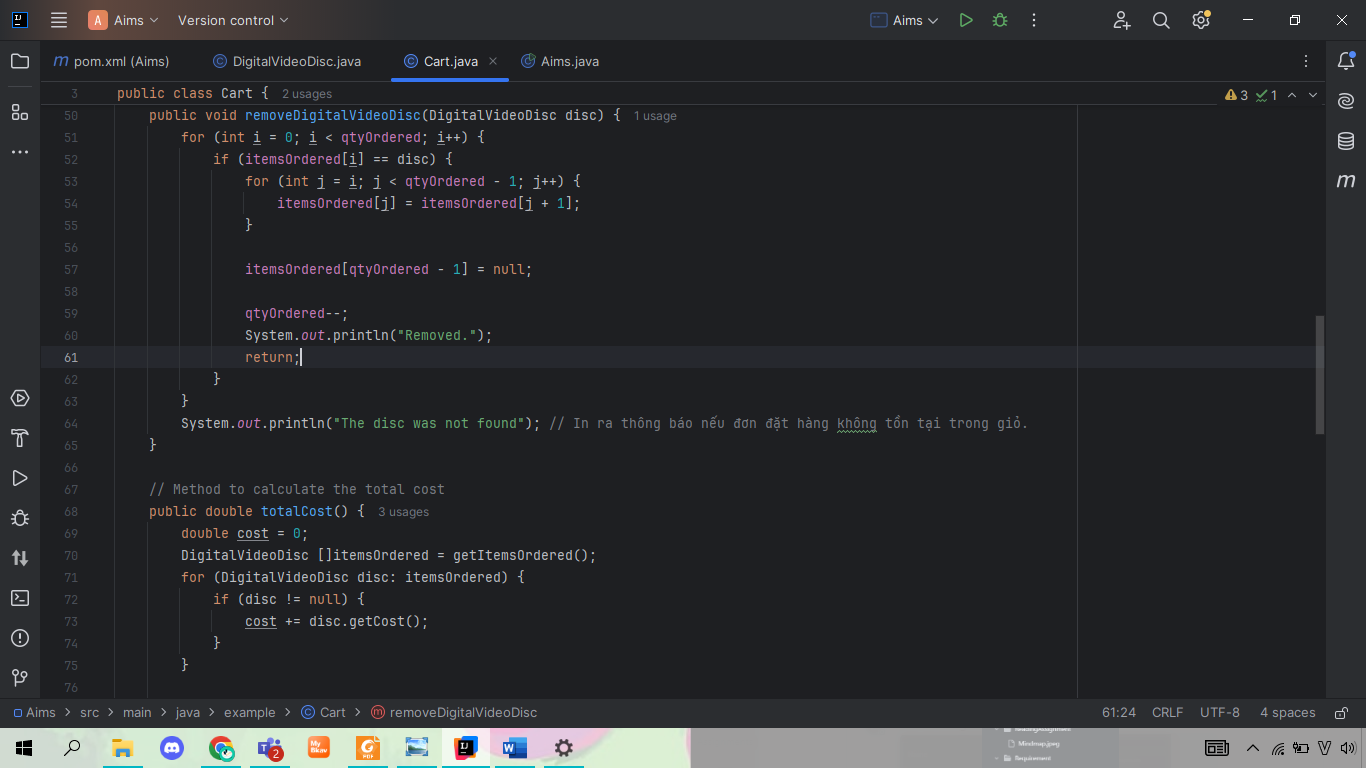 A Aims Version control Aims
pom.xml (Aims) DigitalVideoDisc.java Cart.java Aims.java
3 public class Cart { 2 usages 3 1
50 public void removeDigitalVideoDisc(DigitalVideoDisc disc) { 1 usage
51 for (int i = 0; i < qtyOrdered; i++) {
52 if (itemsOrdered[i] == disc) {
53 for (int j = i; j < qtyOrdered - 1; j++) {
54 itemsOrdered[j] = itemsOrdered[j + 1];
55 }
56
57 itemsOrdered[qtyOrdered - 1] = null;
58
59 qtyOrdered--;
60 System.out.println("Removed.");
61 return;
62 }
63 }
64 System.out.println("The disc was not found"); // In ra thông báo nếu đơn đặt hàng không tồn tại trong giỏ.
65 }
66
67 // Method to calculate the total cost
68 public double totalCost() { 3 usages
69 double cost = 0;
70 DigitalVideoDisc []itemsOrdered = getItemsOrdered();
71 for (DigitalVideoDisc disc: itemsOrdered) {
72 if (disc != null) {
73 cost += disc.getCost();
74 }
75 }
76
Aims > src > main > java > example > Cart > removeDigitalVideoDisc 61:24 CRLF UTF-8 4 spaces
Mindmap.jpeg
Requirement